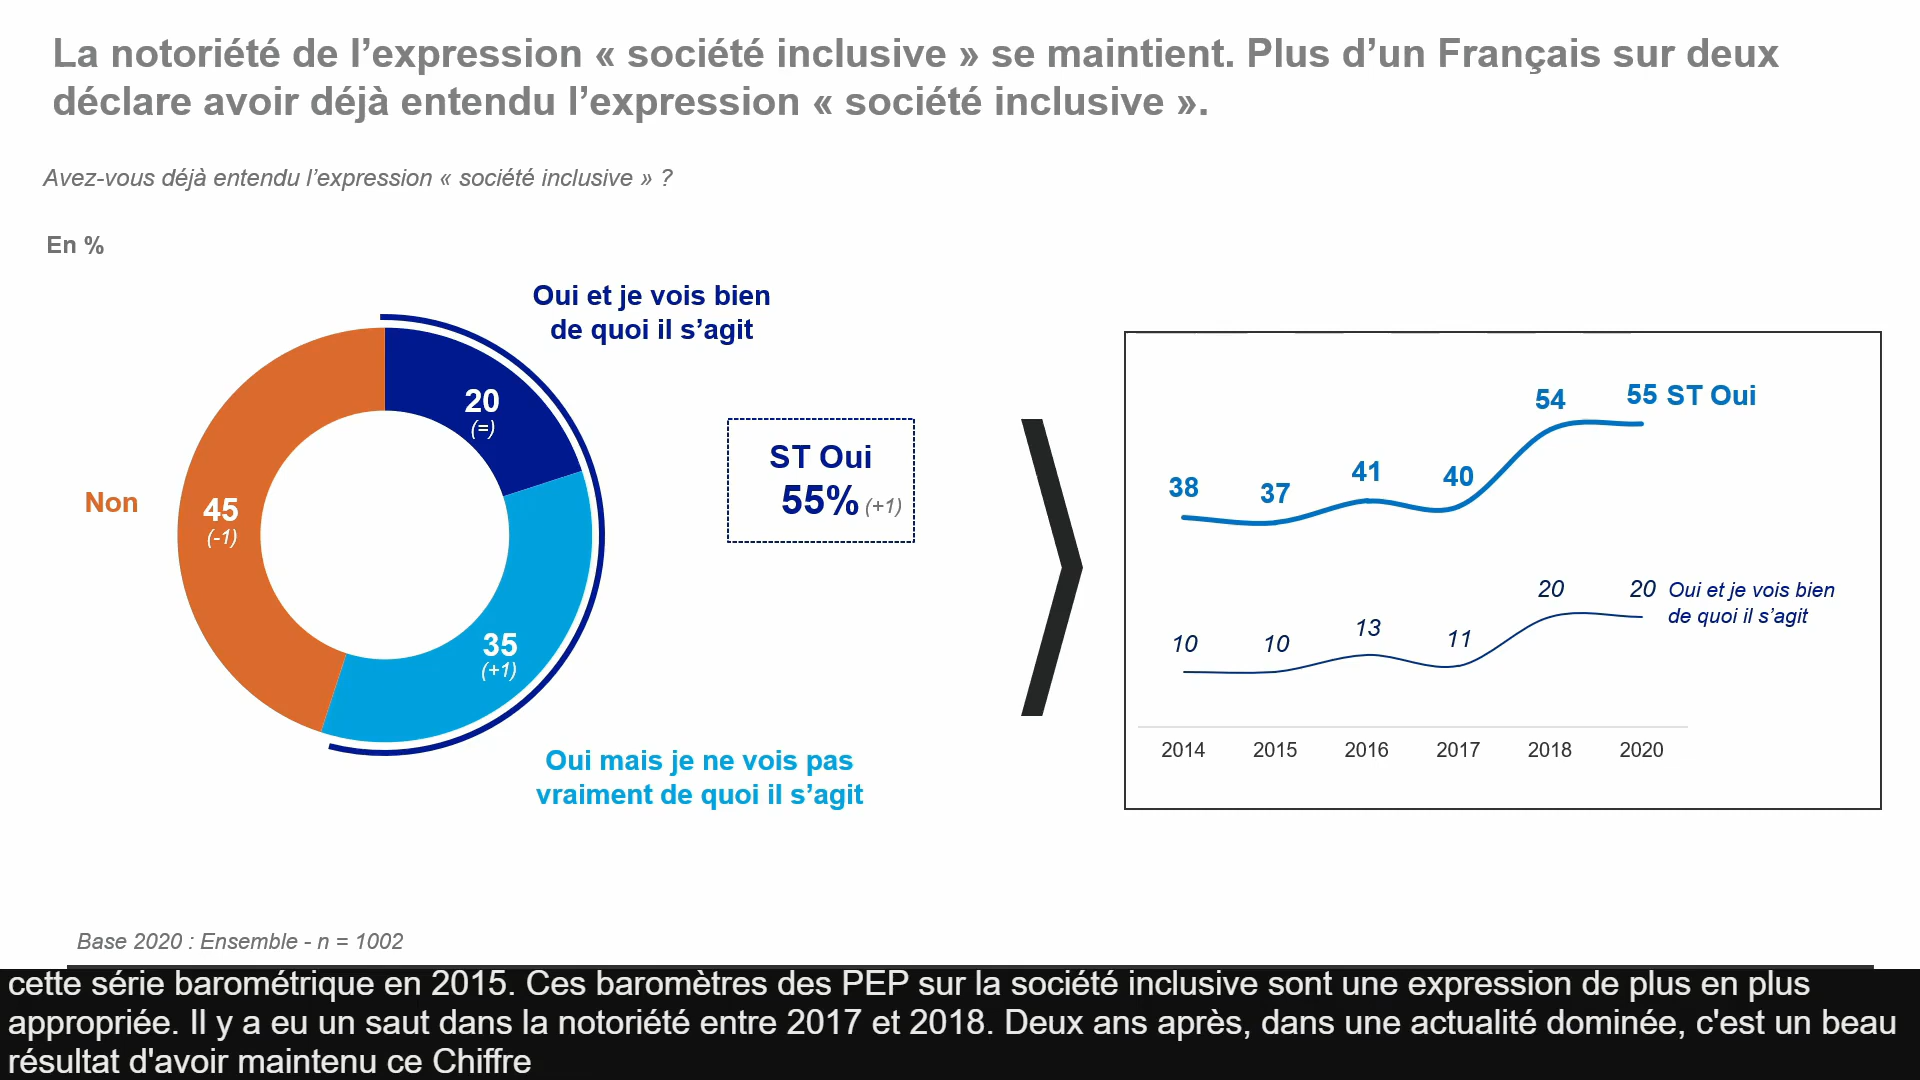 La notoriété de l’expression « société inclusive » se maintient. Plus d’un Français sur deux
déclare avoir déjà entendu l’expression « société inclusive ».
Avez-vous déjà entendu l’expression « société inclusive » ?
En %
Oui et je vois bien
de quoi il s’agit
20
(=)
Non
45
(-1)
35
(+1)
Oui mais je ne vois pas
vraiment de quoi il s’agit
ST Oui
55% (+1)
38 37 41 40 54 55 ST Oui
10 10 13 11 20 20 Oui et je vois bien
de quoi il s’agit
2014 2015 2016 2017 2018 2020
Base 2020 : Ensemble - n = 1002
cette série barométrique en 2015. Ces baromètres des PEP sur la société inclusive sont une expression de plus en plus
appropriée. Il y a eu un saut dans la notoriété entre 2017 et 2018. Deux ans après, dans une actualité dominée, c'est un beau
résultat d'avoir maintenu ce Chiffre